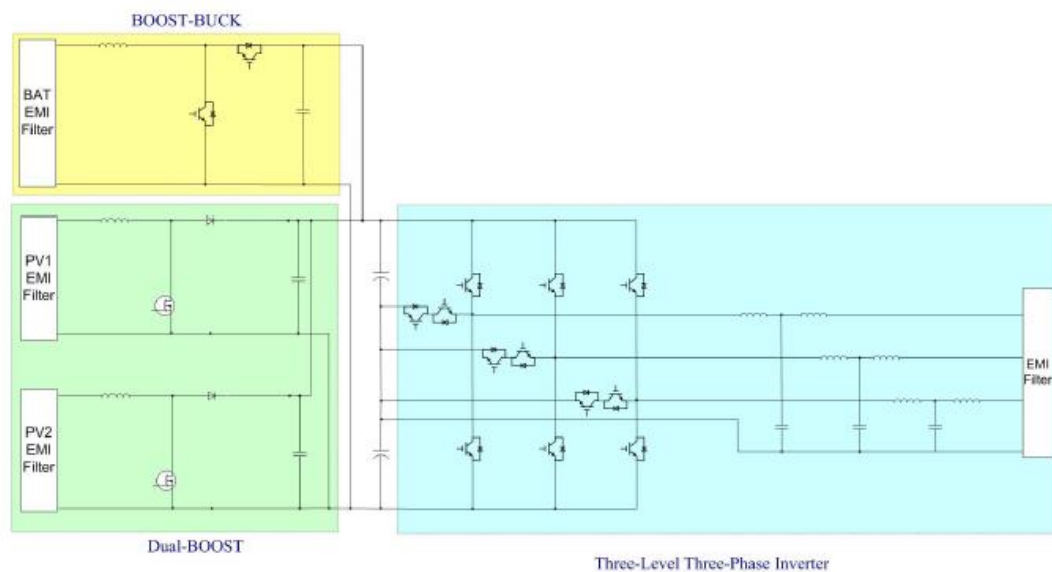 BOOST-BUCK
BAT
EMI
Filter
PV1
EMI
Filter
PV2
EMI
Filter
EMI
Filter
Dual-BOOST
Three-Level Three-Phase Inverter